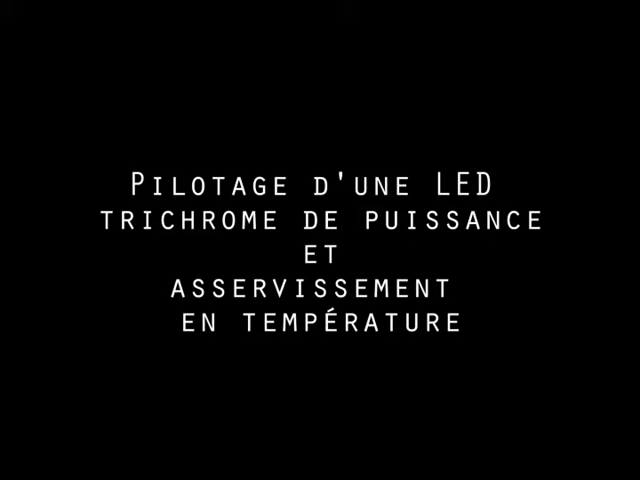 Pilotage d'une LED
trichrome de puissance
et
asservissement
en température